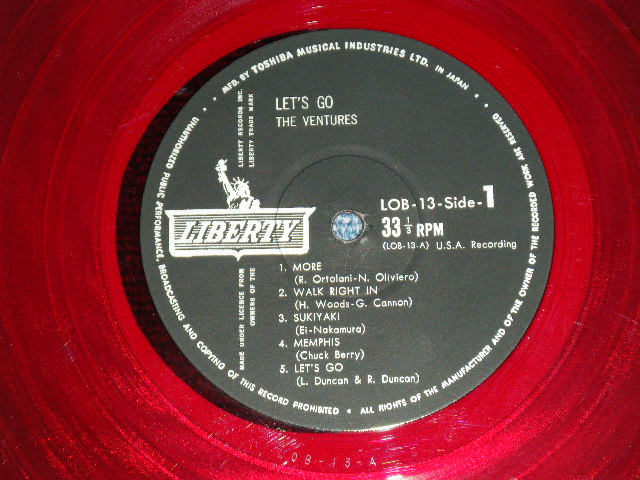 MFD. BY TOSHIBA MUSICAL INDUSTRIES LTD. IN JAPAN
ALL RIGHTS OF THE MANUFACTURER AND OF THE OWNER OF THE RECORDED WORK ARE RESERVED
UNAUTHORIZED PUBLIC PERFORMANCE, BROADCASTING AND COPYING OF THIS RECORD PROHIBITED
LIBERTY RECORDS INC.
LIBERTY TRADE MARK
MADE UNDER LICENCE FROM
OWNERS OF THE
LET'S GO
THE VENTURES
LIBERTY
LOB-13-Side-1
33 1/3 RPM
(LOB-13-A) U.S.A. Recording
1. MORE
(R. Ortolani-N. Oliviero)
2. WALK RIGHT IN
(H. Woods-G. Cannon)
3. SUKIYAKI
(Ei-Nakamura)
4. MEMPHIS
(Chuck Berry)
5. LET'S GO
(L. Duncan & R. Duncan)
OB-13-A